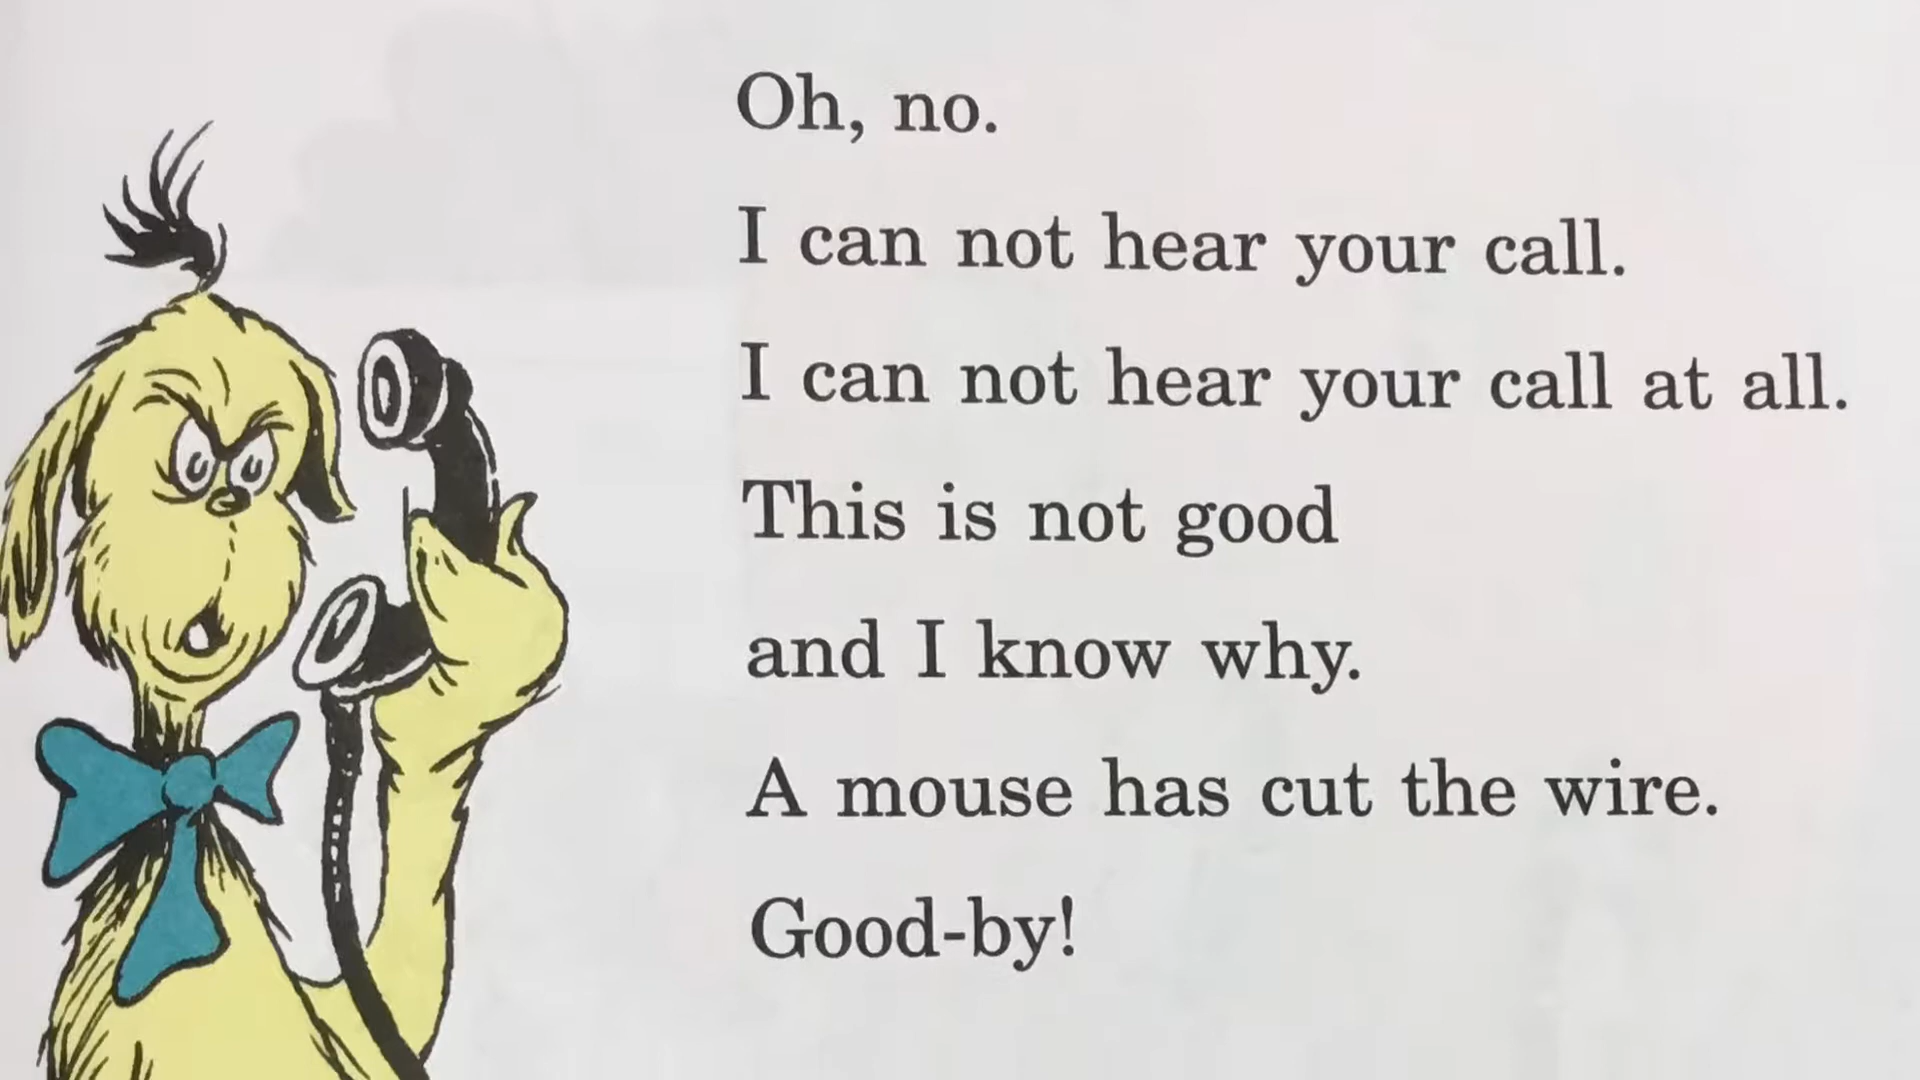 Oh, no.
I can not hear your call.
I can not hear your call at all.
This is not good
and I know why.
A mouse has cut the wire.
Good-by!